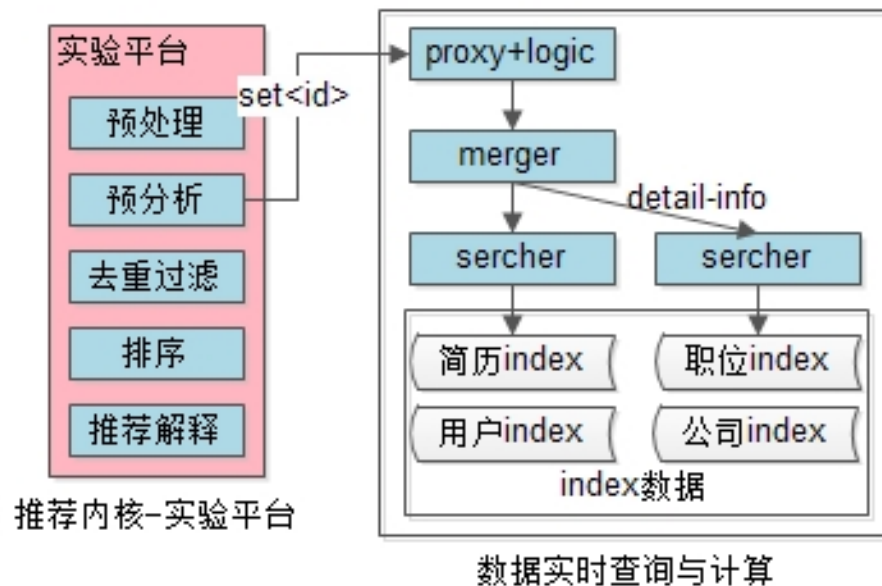 实验平台
预处理
set<id>
预分析
去重过滤
排序
推荐解释
推荐内核-实验平台
proxy+logic
merger
detail-info
sercher
sercher
简历index
职位index
用户index
公司index
index数据
数据实时查询与计算